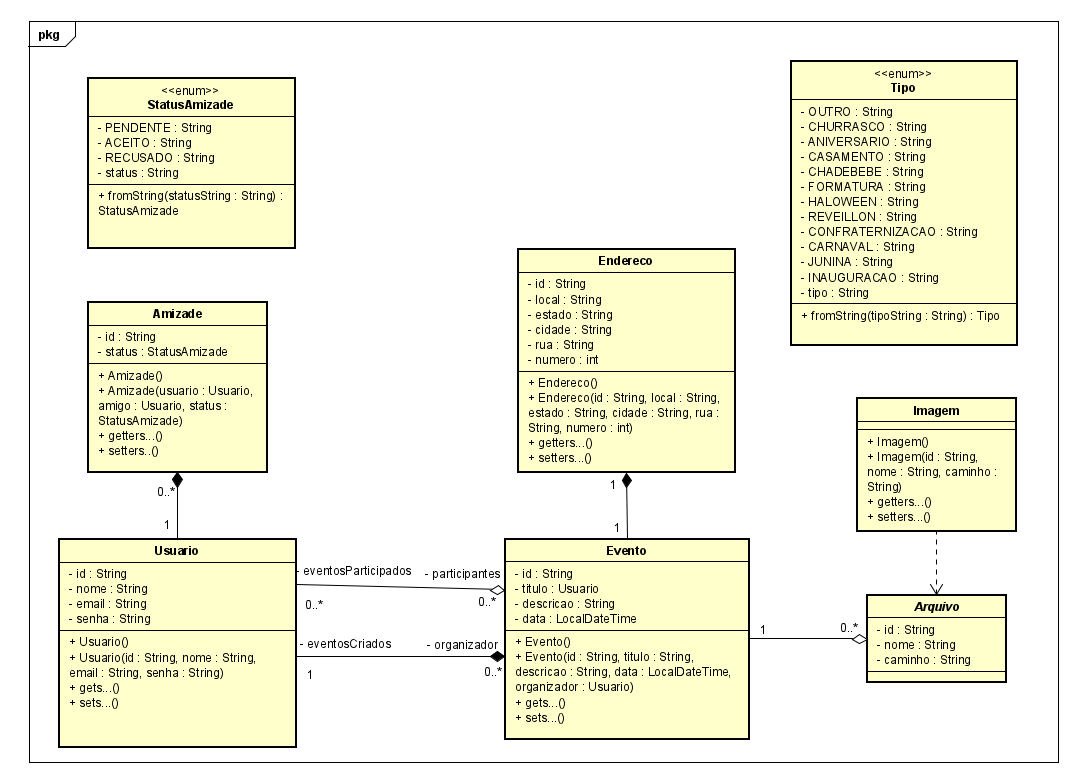 pkg
<<enum>>
StatusAmizade
- PENDENTE : String
- ACEITO : String
- RECUSADO : String
- status : String
+ fromString(statusString : String) :
StatusAmizade
<<enum>>
Tipo
- OUTRO : String
- CHURRASCO : String
- ANIVERSARIO : String
- CASAMENTO : String
- CHADEBEBE : String
- FORMATURA : String
- HALOWEEN : String
- REVEILLON : String
- CONFRATERNIZACAO : String
- CARNAVAL : String
- JUNINA : String
- INAUGURACAO : String
- tipo : String
+ fromString(tipoString : String) : Tipo
Endereco
- id : String
- local : String
- estado : String
- cidade : String
- rua : String
- numero : int
+ Endereco()
+ Endereco(id : String, local : String,
estado : String, cidade : String, rua :
String, numero : int)
+ getters...()
+ setters...()
Amizade
- id : String
- status : StatusAmizade
+ Amizade()
+ Amizade(usuario : Usuario,
amigo : Usuario, status :
StatusAmizade)
+ getters...()
+ setters..()
Imagem
+ Imagem()
+ Imagem(id : String,
nome : String, caminho :
String)
+ getters...()
+ setters...()
0..*
1
1
1
Usuario
- id : String
- nome : String
- email : String
- senha : String
+ Usuario()
+ Usuario(id : String, nome : String,
email : String, senha : String)
+ gets...()
+ sets...()
- eventosParticipados
- participantes
0..*
0..*
- eventosCriados
- organizador
1
0..*
Evento
- id : String
- titulo : Usuario
- descricao : String
- data : LocalDateTime
+ Evento()
+ Evento(id : String, titulo : String,
descricao : String, data : LocalDateTime,
organizador : Usuario)
+ gets...()
+ sets...()
1
0..*
Arquivo
- id : String
- nome : String
- caminho : String